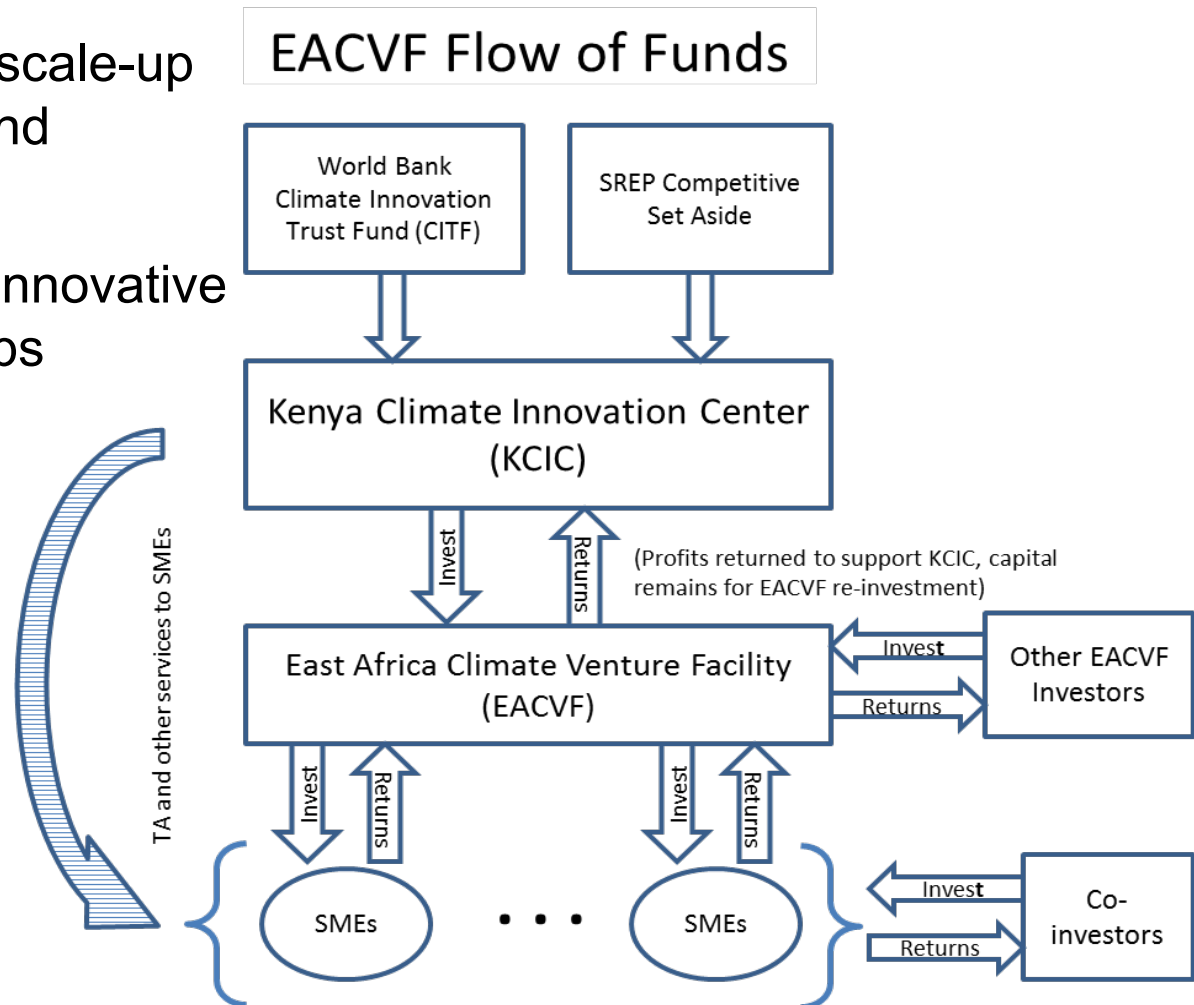 scale-up
nd
nnovative
EACVF Flow of Funds
World Bank
Climate Innovation
Trust Fund (CITF)
SREP Competitive
Set Aside
Kenya Climate Innovation Center
(KCIC)
Invest
Returns
(Profits returned to support KCIC, capital
remains for EACVF re-investment)
TA and other services to SMEs
East Africa Climate Venture Facility
(EACVF)
Invest
Returns
Other EACVF
Investors
Invest
Returns
Invest
Returns
SMEs
. . .
SMEs
Invest
Returns
Co-
investors